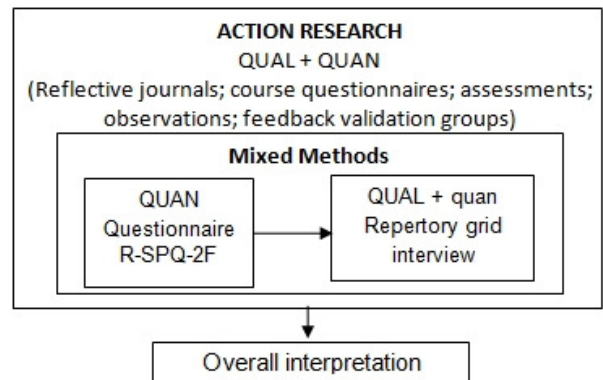 ACTION RESEARCH
QUAL + QUAN
(Reflective journals; course questionnaires; assessments;
observations; feedback validation groups)
Mixed Methods
QUAN
Questionnaire
R-SPQ-2F
QUAL + quan
Repertory grid
interview
Overall interpretation